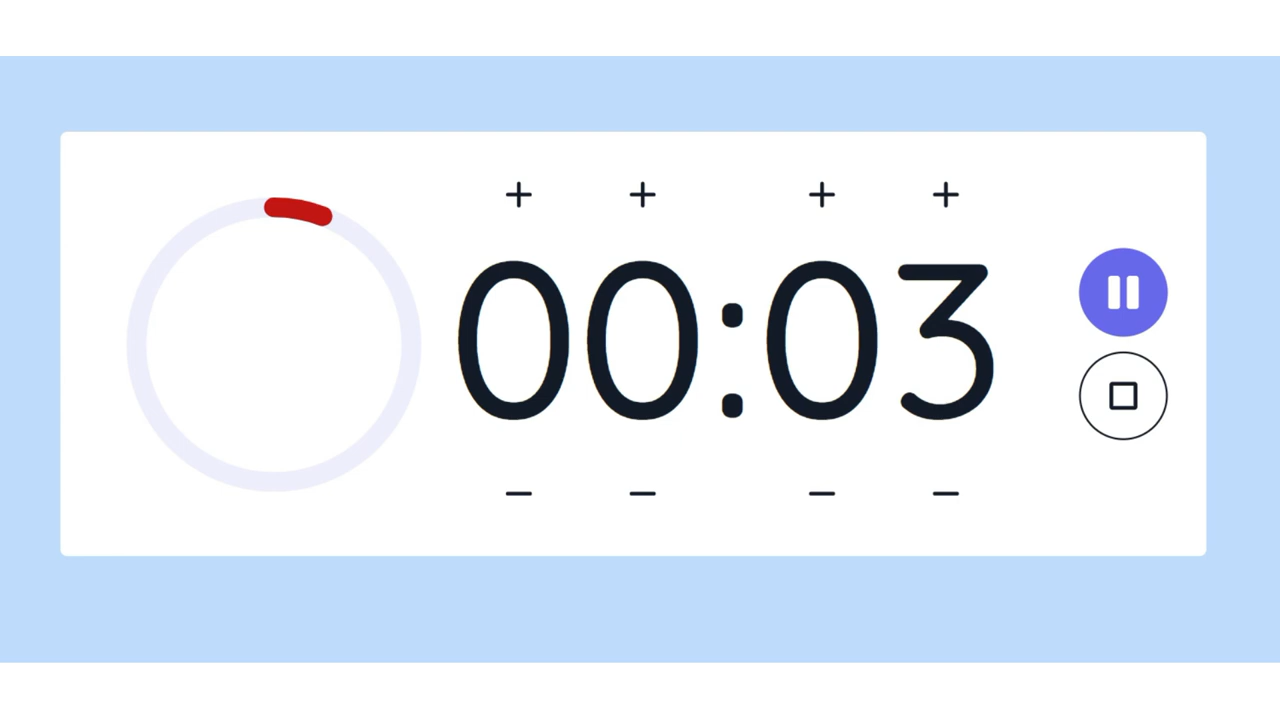 + + + +
00:03
− − − −